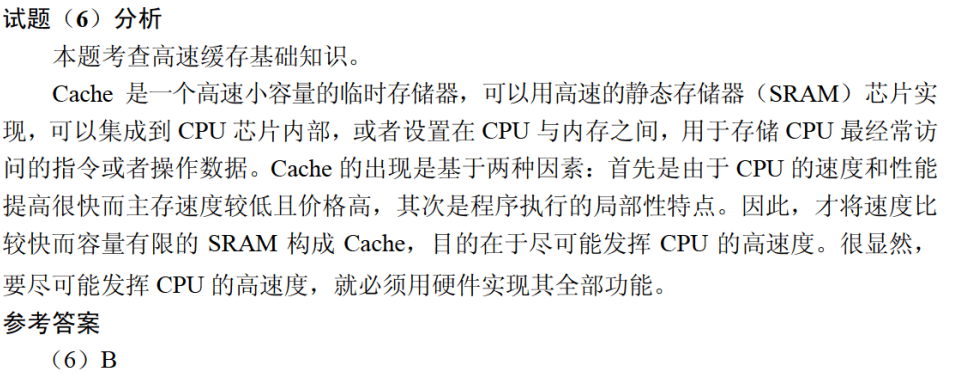 试题（6）分析
本题考查高速缓存基础知识。
Cache 是一个高速小容量的临时存储器，可以用高速的静态存储器（SRAM）芯片实
现，可以集成到 CPU 芯片内部，或者设置在 CPU 与内存之间，用于存储 CPU 最经常访
问的指令或者操作数据。Cache 的出现是基于两种因素：首先是由于 CPU 的速度和性能
提高很快而主存速度较低且价格高，其次是程序执行的局部性特点。因此，才将速度比
较快而容量有限的 SRAM 构成 Cache，目的在于尽可能发挥 CPU 的高速度。很显然，
要尽可能发挥 CPU 的高速度，就必须用硬件实现其全部功能。
参考答案
（6）B